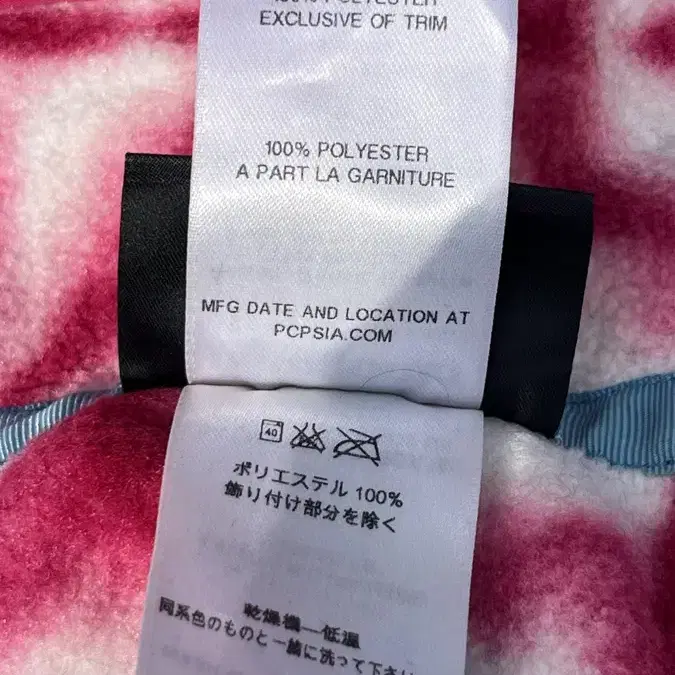 100% POLYESTER
EXCLUSIVE OF TRIM
100% POLYESTER
A PART LA GARNITURE
MFG DATE AND LOCATION AT
PCPSIA.COM
40
ポリエステル 100%
飾り付け部分を除く
乾燥機—低温
同系色のものと一緒に洗って下さい